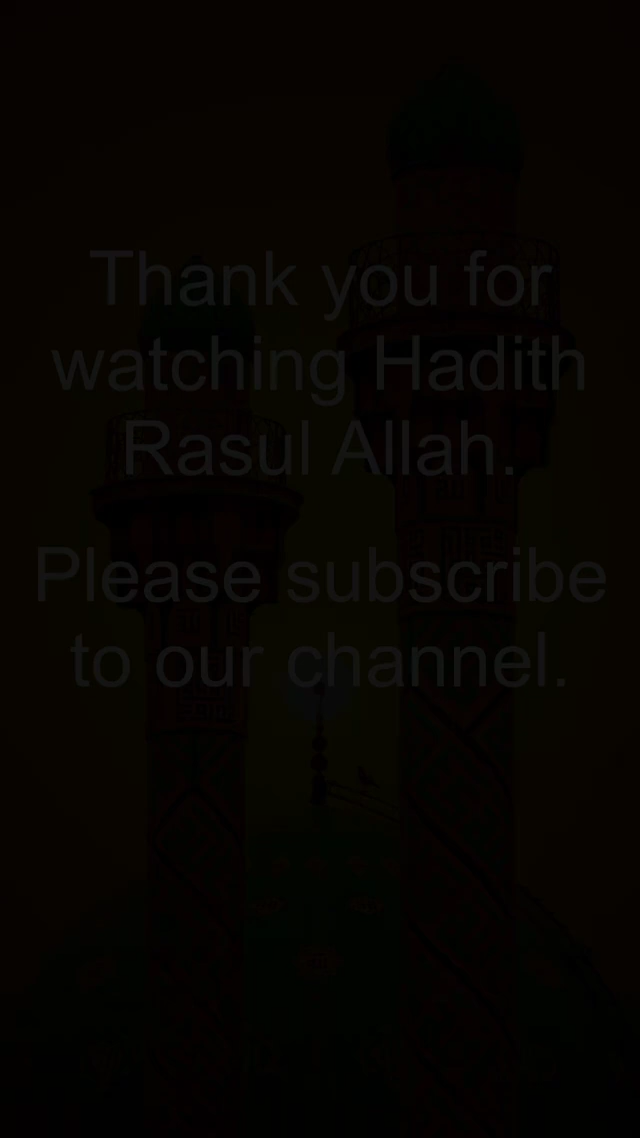 Thank you for
watching Hadith
Rasul Allah.
Please subscribe
to our channel.